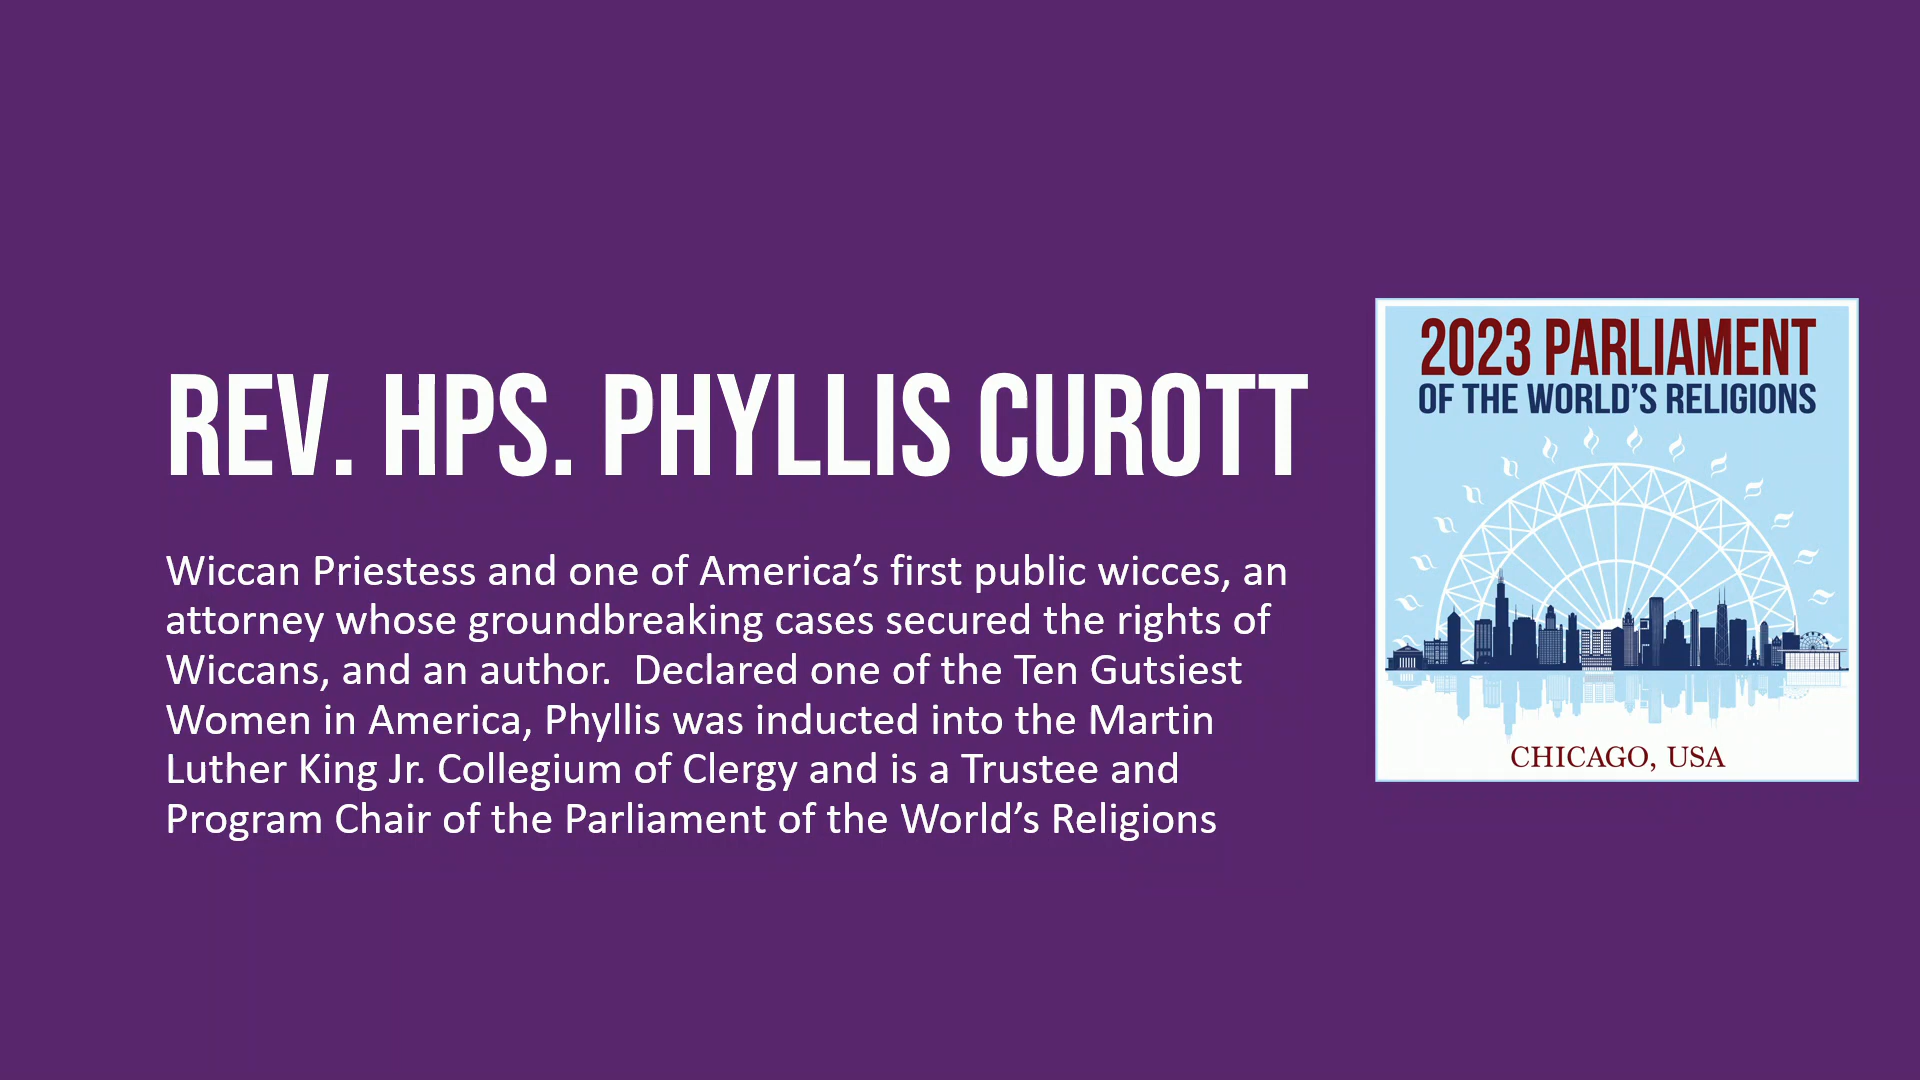 REV. HPS. PHYLLIS CUROTT
Wiccan Priestess and one of America’s first public wicces, an
attorney whose groundbreaking cases secured the rights of
Wiccans, and an author.  Declared one of the Ten Gutsiest
Women in America, Phyllis was inducted into the Martin
Luther King Jr. Collegium of Clergy and is a Trustee and
Program Chair of the Parliament of the World’s Religions
2023 PARLIAMENT
OF THE WORLD’S RELIGIONS
CHICAGO, USA